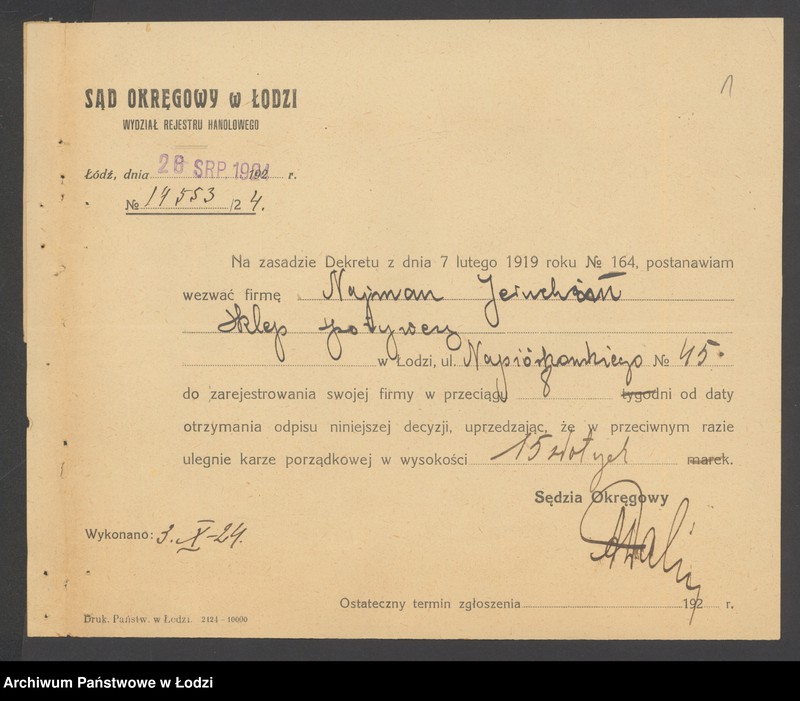 1
SĄD OKRĘGOWY w ŁODZI
WYDZIAŁ REJESTRU HANDLOWEGO
Łódź, dnia 28 SRP. 1924 192 r.
№ 14553/24.
Na zasadzie Dekretu z dnia 7 lutego 1919 roku № 164, postanawiam
wezwać firmę Najman
Sklep spożywczy
w Łodzi, ul. Napiórkowskiego № 45.
do zarejestrowania swojej firmy w przeciągu tygodni od daty
otrzymania odpisu niniejszej decyzji, uprzedzając, że w przeciwnym razie
ulegnie karze porządkowej w wysokości 15 złotych marek.
Sędzia Okręgowy
Wykonano: 3.X-24.
Ostateczny termin zgłoszenia 192 r.
Druk. Państw. w Łodzi. 2124 - 10000
Archiwum Państwowe w Łodzi